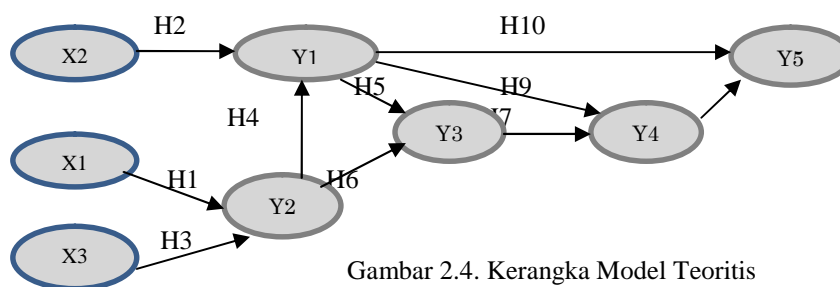 H2
H10
X2
Y1
Y5
H5
H9
H4
Y3
Y4
X1
H1
H6
Y2
H3
X3
Gambar 2.4. Kerangka Model Teoritis